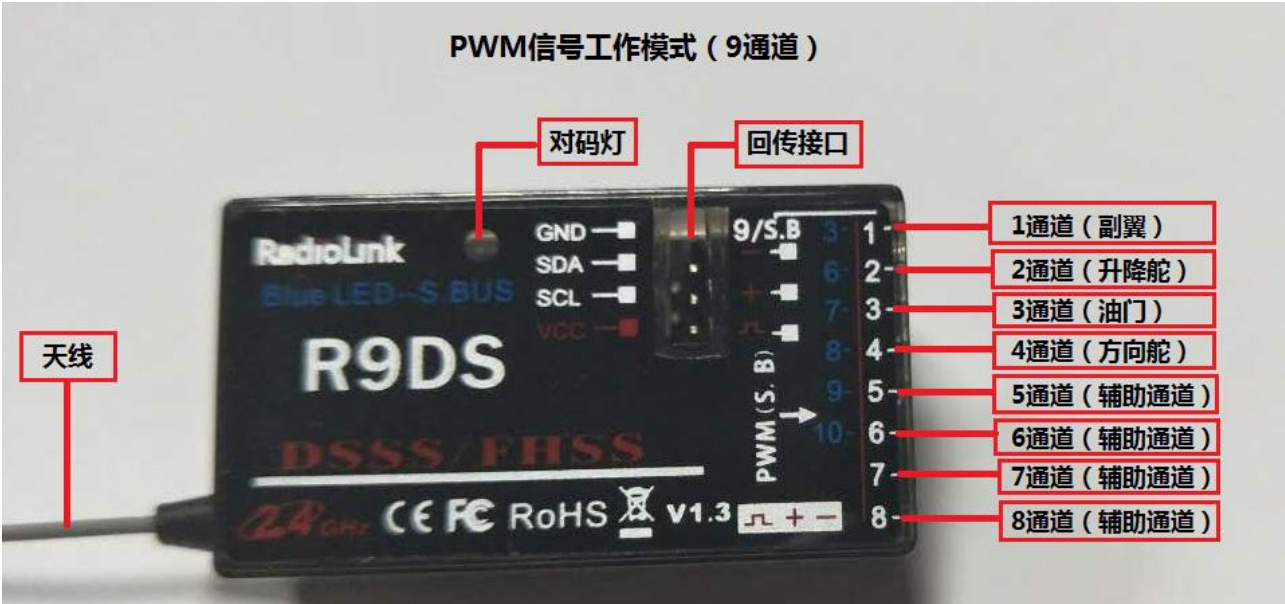 PWM信号工作模式（9通道）
对码灯
回传接口
天线
RadioLink
Blue LED--S.BUS
R9DS
DSSS/FHSS
2.4GHz CE FC RoHS V1.3
GND
SDA
SCL
VCC
9/S.B
-
+
PWM(S. B)
+ -
3- 1-
6- 2-
7- 3-
8- 4-
9- 5-
10- 6-
7-
8-
1通道（副翼）
2通道（升降舵）
3通道（油门）
4通道（方向舵）
5通道（辅助通道）
6通道（辅助通道）
7通道（辅助通道）
8通道（辅助通道）